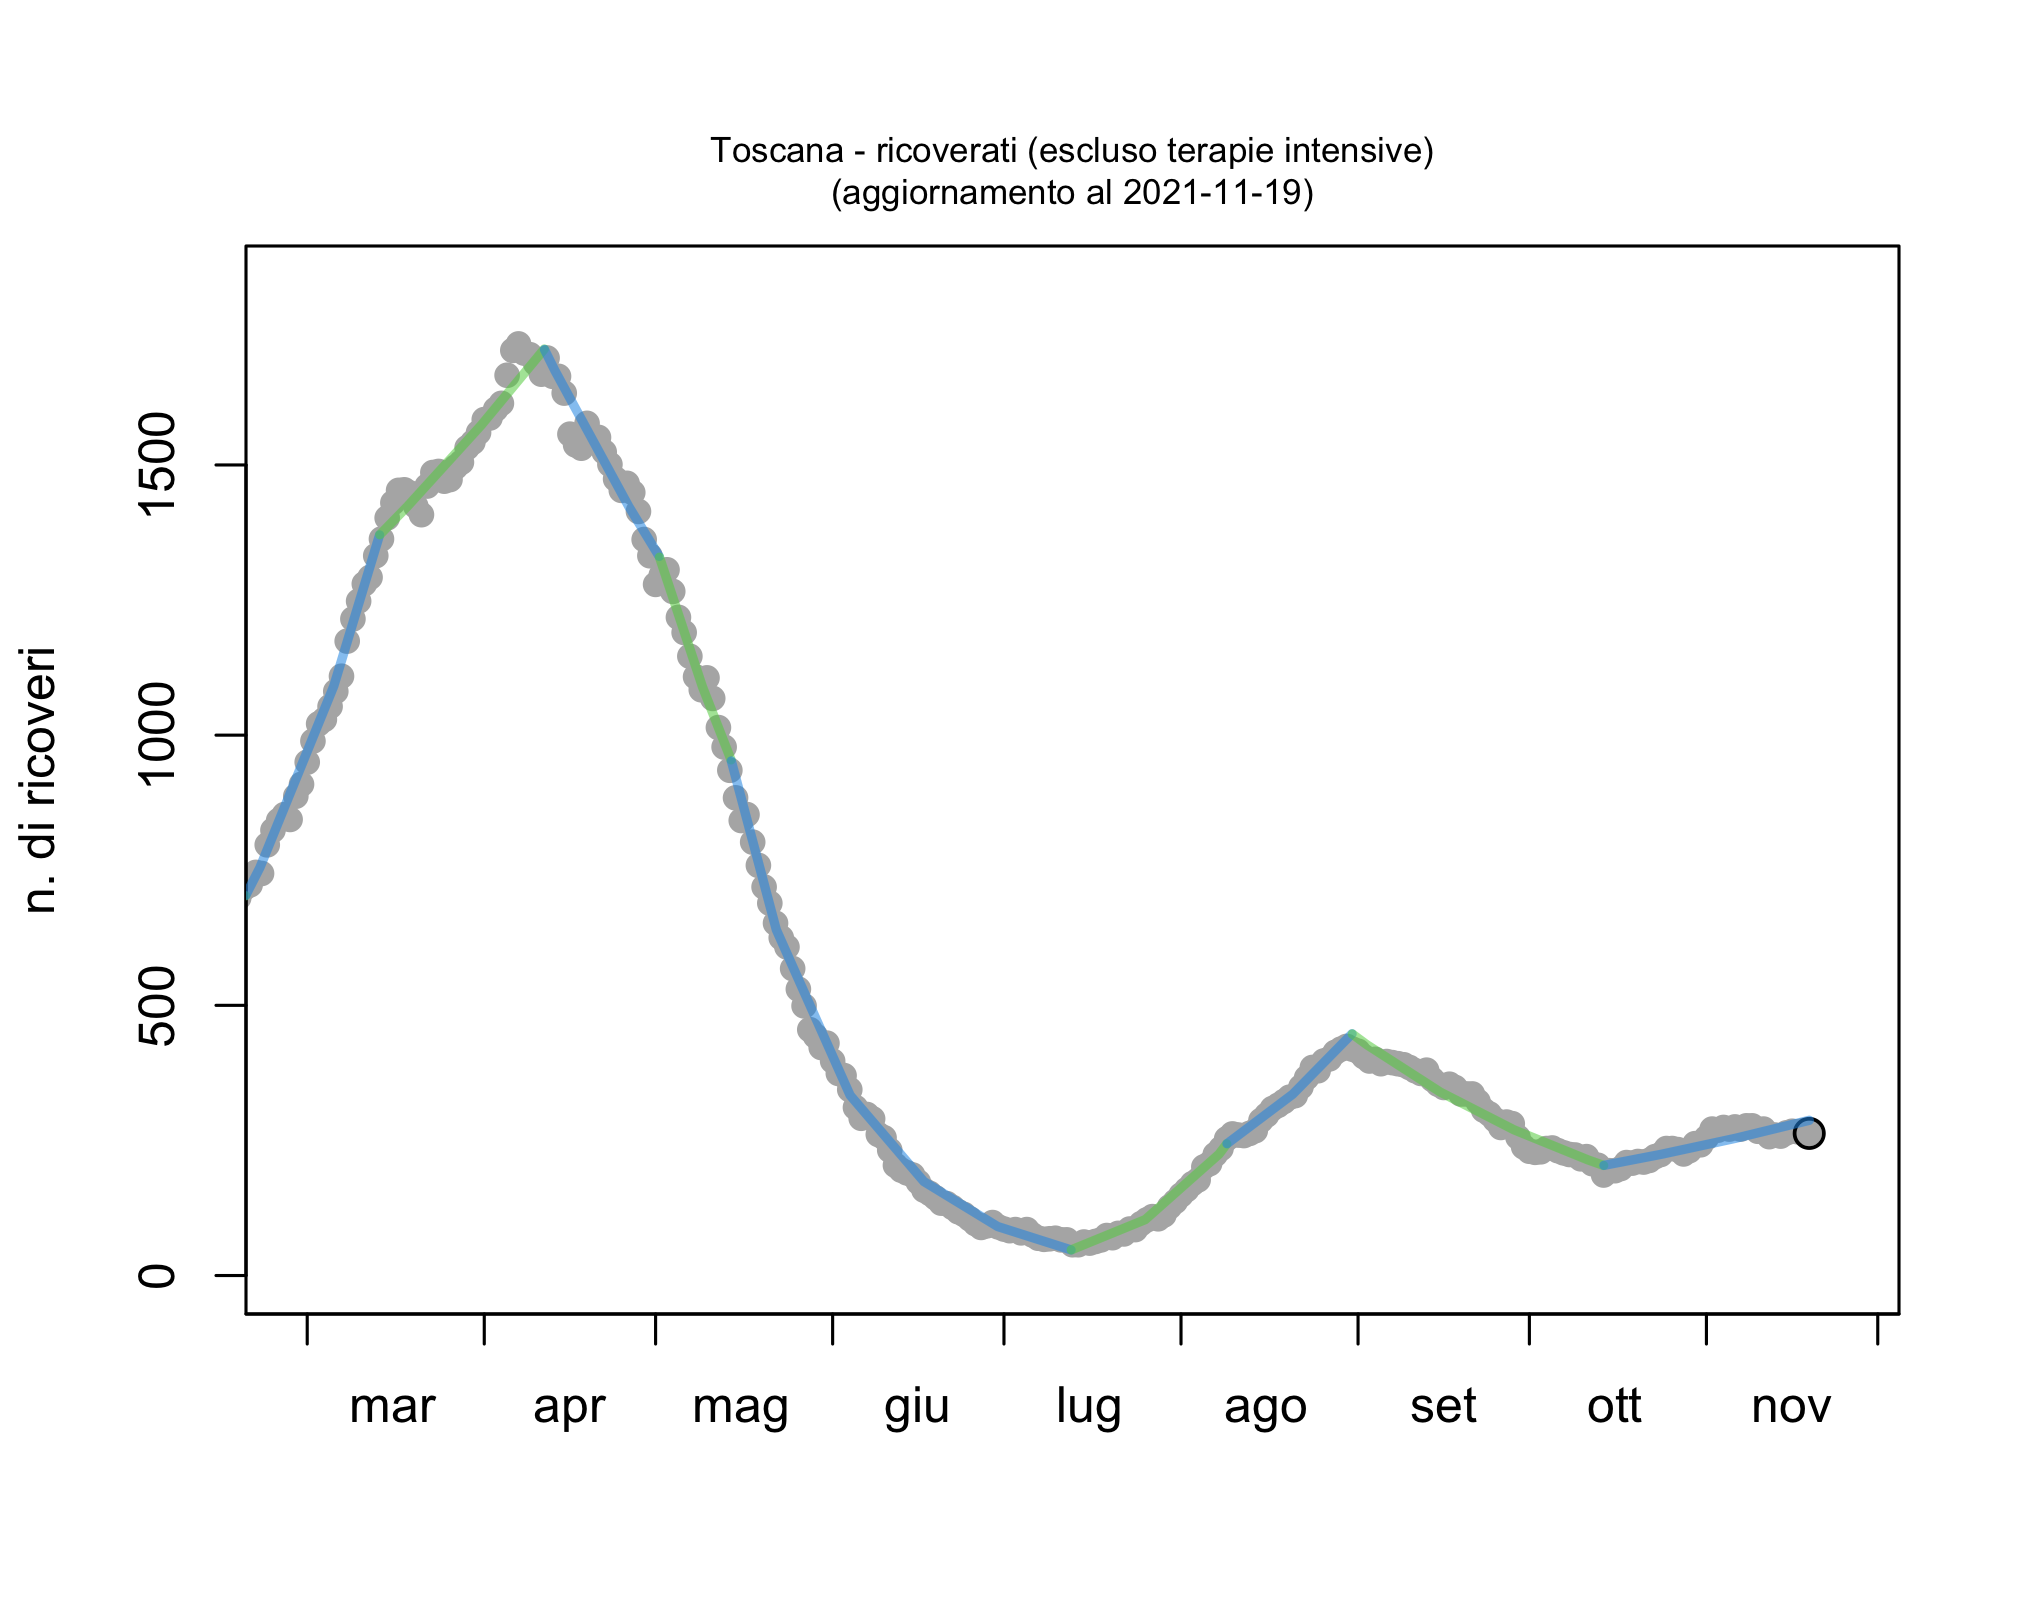 Toscana - ricoverati (escluso terapie intensive)
(aggiornamento al 2021-11-19)
n. di ricoveri
1500
1000
500
0
mar apr mag giu lug ago set ott nov